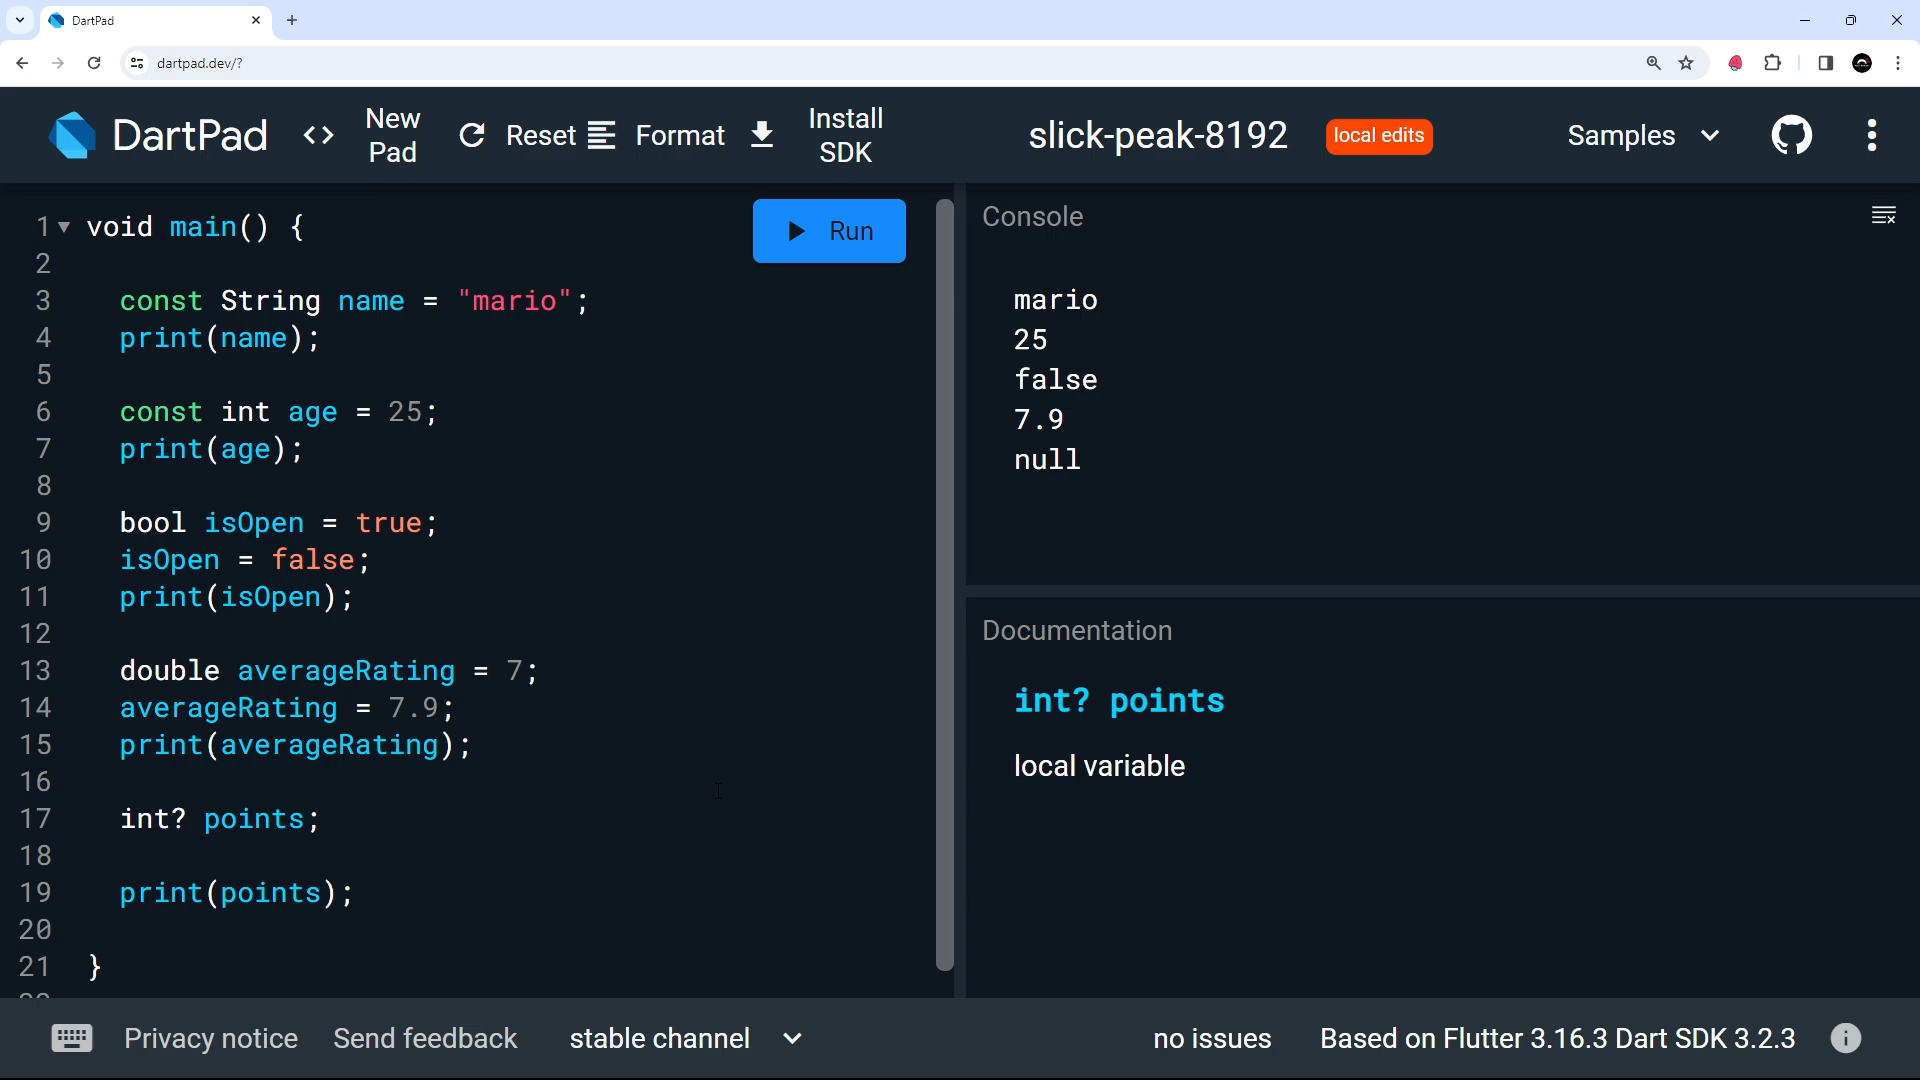 DartPad
dartpad.dev/?
DartPad
New Pad
Reset
Format
Install SDK
slick-peak-8192
local edits
Samples
1 void main() {
2
3 const String name = "mario";
4 print(name);
5
6 const int age = 25;
7 print(age);
8
9 bool isOpen = true;
10 isOpen = false;
11 print(isOpen);
12
13 double averageRating = 7;
14 averageRating = 7.9;
15 print(averageRating);
16
17 int? points;
18
19 print(points);
20
21 }
Run
Console
mario
25
false
7.9
null
Documentation
int? points
local variable
Privacy notice
Send feedback
stable channel
no issues
Based on Flutter 3.16.3 Dart SDK 3.2.3